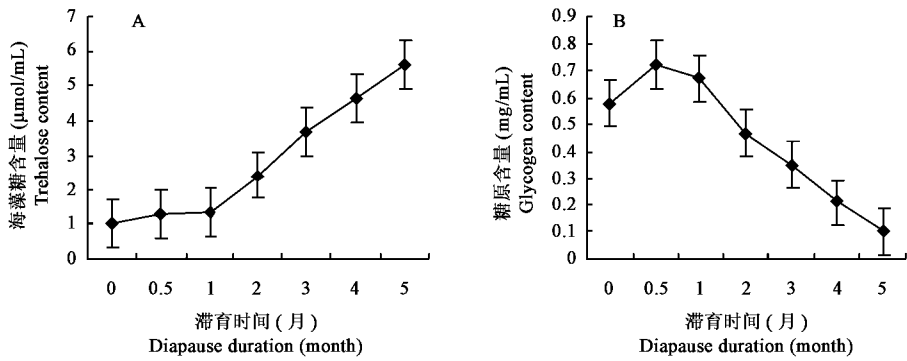 A
7
6
5
4
3
2
1
0
海藻糖含量 (μmol/mL)
Trehalose content
0 0.5 1 2 3 4 5
滞育时间 ( 月 )
Diapause duration (month)
B
0.9
0.8
0.7
0.6
0.5
0.4
0.3
0.2
0.1
0
糖原含量 (mg/mL)
Glycogen content
0 0.5 1 2 3 4 5
滞育时间 ( 月 )
Diapause duration (month)